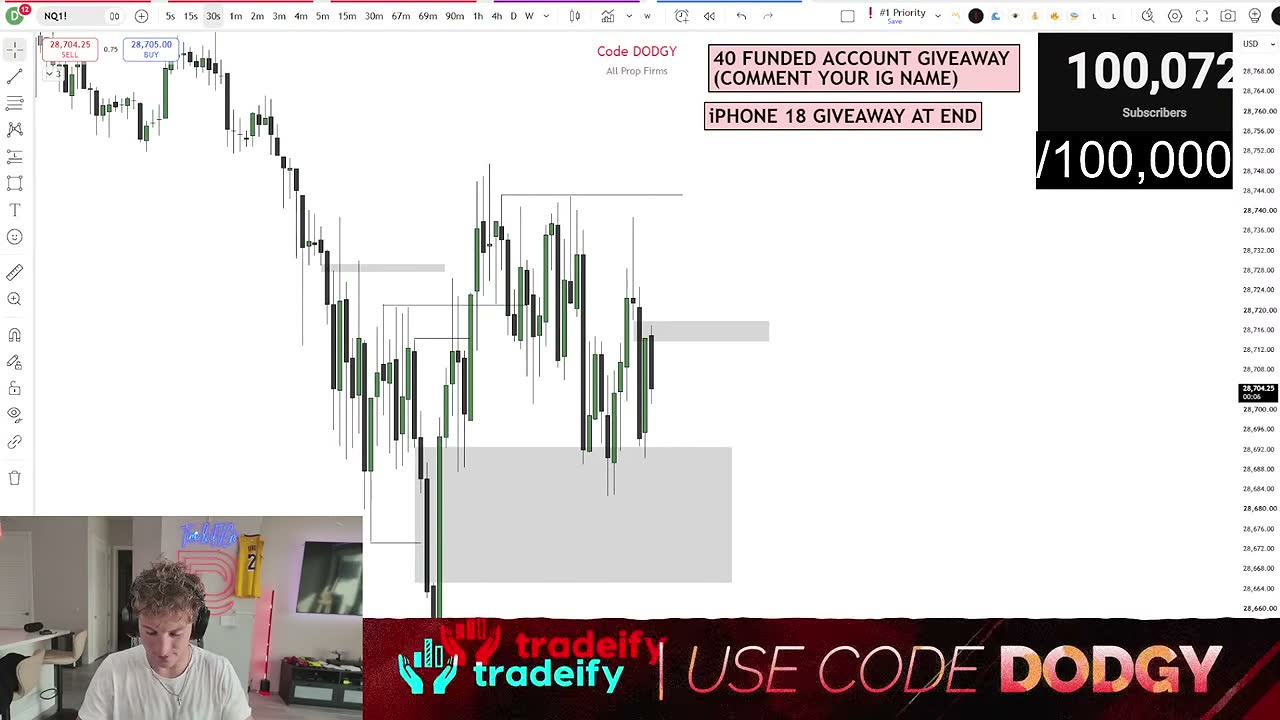 D
12
NQ1!
5s
15s
30s
1m
2m
3m
4m
5m
15m
30m
67m
69m
90m
1h
4h
D
W
w
#1 Priority
Save
L
L
28,704.25
SELL
0.75
28,705.00
BUY
3
Code DODGY
All Prop Firms
40 FUNDED ACCOUNT GIVEAWAY
(COMMENT YOUR IG NAME)
iPHONE 18 GIVEAWAY AT END
100,072
Subscribers
/100,000
USD
28,768.00
28,764.00
28,760.00
28,756.00
28,752.00
28,748.00
28,744.00
28,740.00
28,736.00
28,732.00
28,728.00
28,724.00
28,720.00
28,716.00
28,712.00
28,708.00
28,704.25
00:06
28,700.00
28,696.00
28,692.00
28,688.00
28,684.00
28,680.00
28,676.00
28,672.00
28,668.00
28,664.00
28,660.00
D
2
tradeify
tradeify
USE CODE DODGY